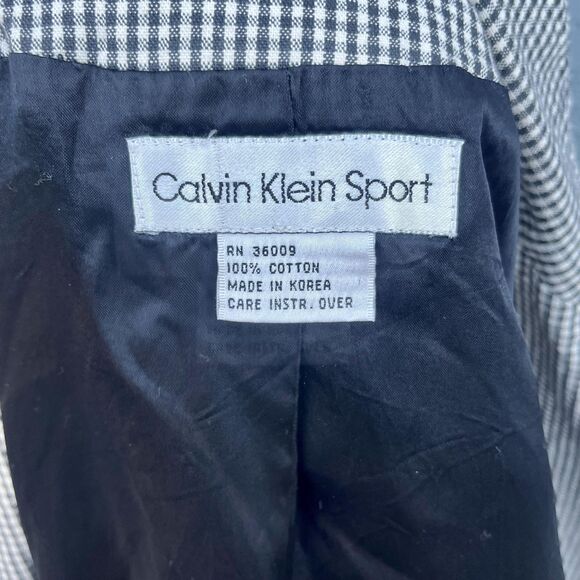 Calvin Klein Sport
RN 36009
100% COTTON
MADE IN KOREA
CARE INSTR. OVER